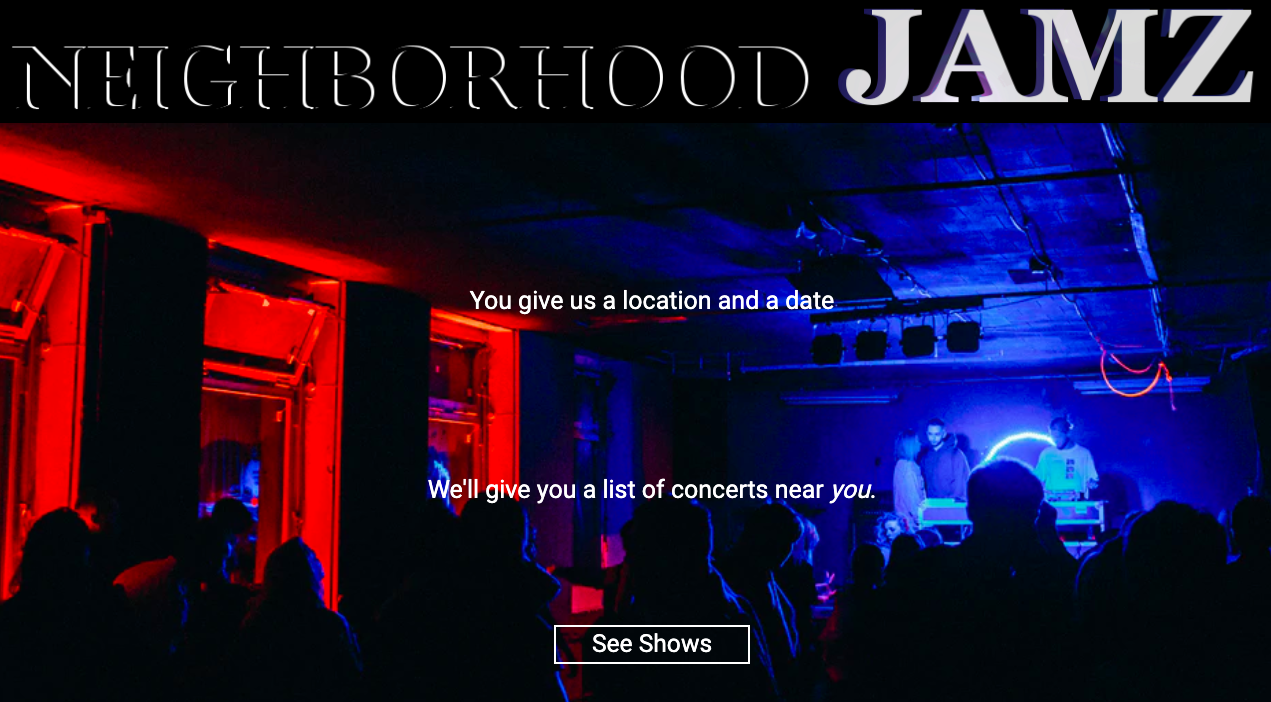 NEIGHBORHOOD JAMZ
You give us a location and a date
We'll give you a list of concerts near you.
See Shows